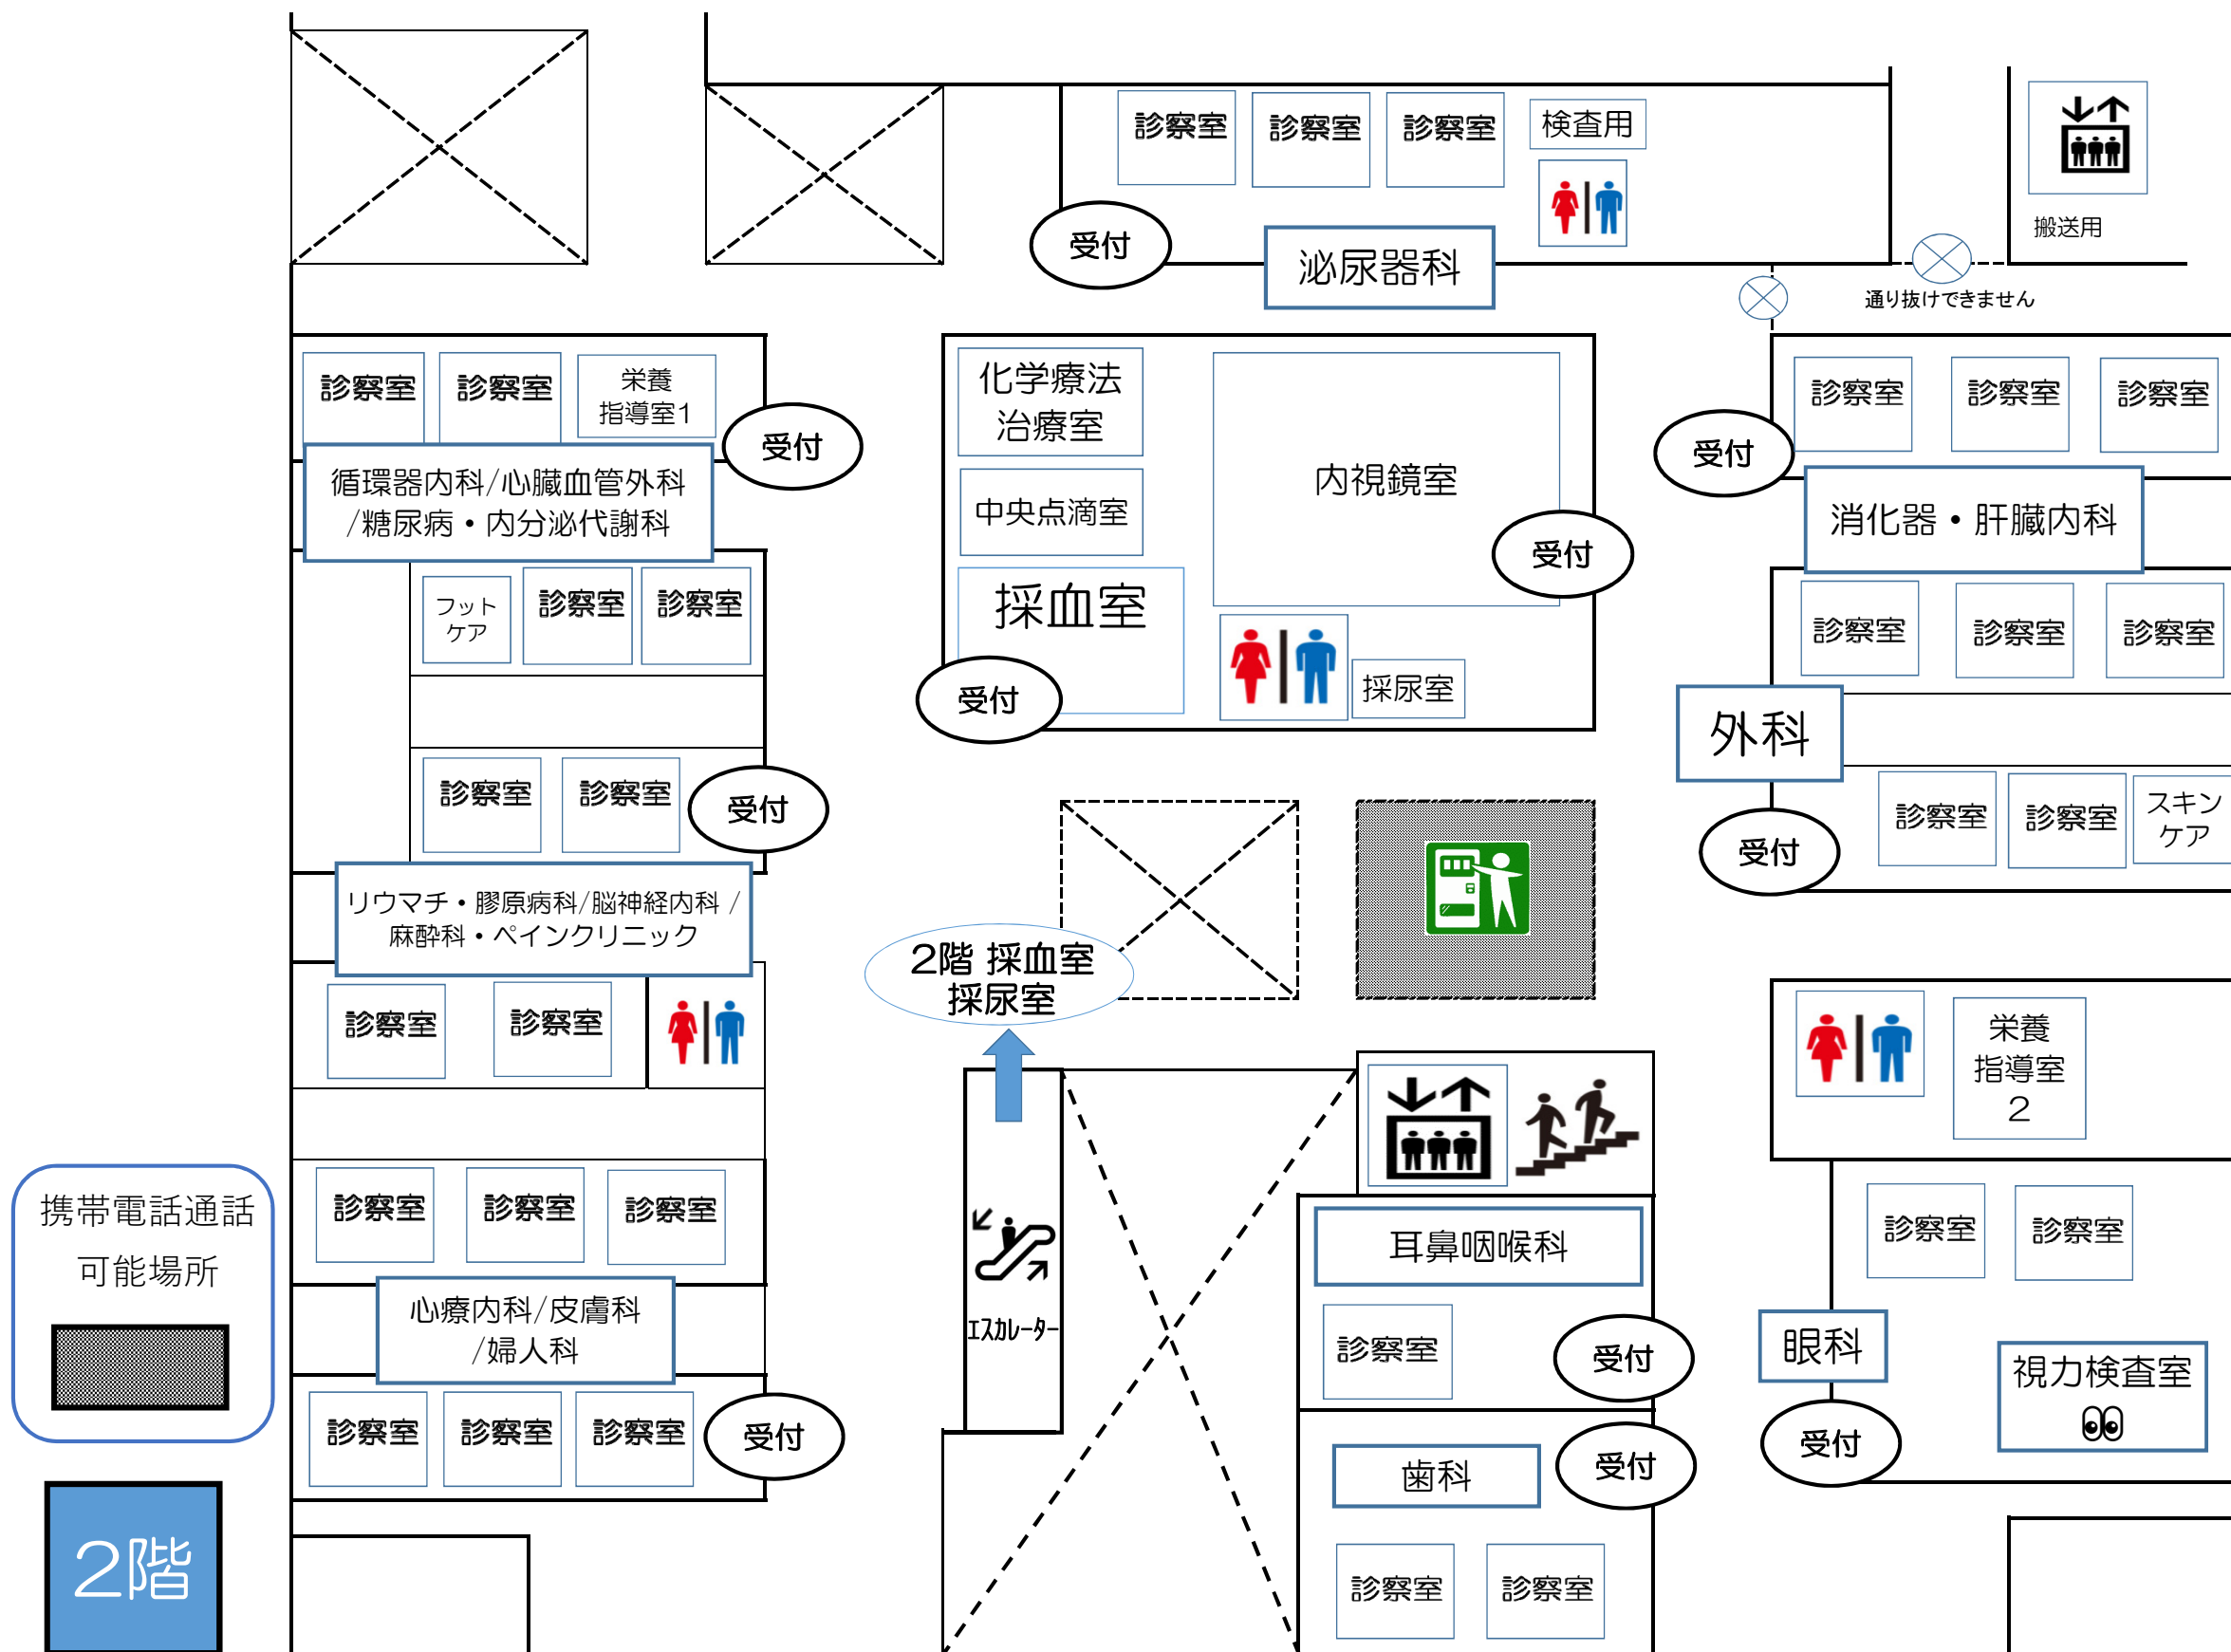 診察室
診察室
診察室
検査用
受付
泌尿器科
搬送用
通り抜けできません
診察室
診察室
栄養
指導室1
受付
循環器内科/心臓血管外科
/糖尿病・内分泌代謝科
フット
ケア
診察室
診察室
診察室
診察室
受付
リウマチ・膠原病科/脳神経内科 /
麻酔科・ペインクリニック
診察室
診察室
診察室
診察室
診察室
心療内科/皮膚科
/婦人科
診察室
診察室
診察室
受付
化学療法
治療室
中央点滴室
採血室
受付
内視鏡室
受付
採尿室
診察室
診察室
診察室
受付
消化器・肝臓内科
診察室
診察室
診察室
外科
診察室
診察室
スキン
ケア
受付
2階 採血室
採尿室
エスカレーター
耳鼻咽喉科
診察室
受付
歯科
受付
診察室
診察室
栄養
指導室
2
診察室
診察室
眼科
視力検査室
受付
携帯電話通話
可能場所
2階